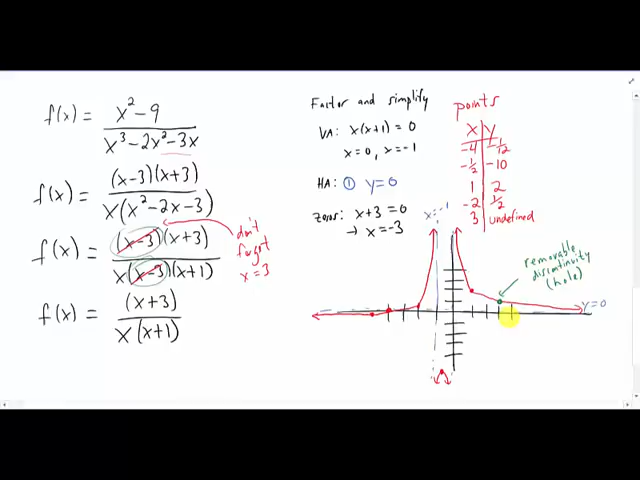 f(x) = x² - 9 / x³ - 2x² - 3x
f(x) = (x-3)(x+3) / x(x² - 2x - 3)
f(x) = (x-3)(x+3) / x(x-3)(x+1)
don't
forget
x = 3
f(x) = (x+3) / x(x+1)
Factor and simplify
VA: x(x+1) = 0
x = 0, x = -1
HA: ① y = 0
Zeros: x + 3 = 0
→ x = -3
points
x y
-4 -1/12
-1/2 -10
1 2
-2 1/2
3 undefined
x = -1
removable
discontinuity
(hole)
y = 0